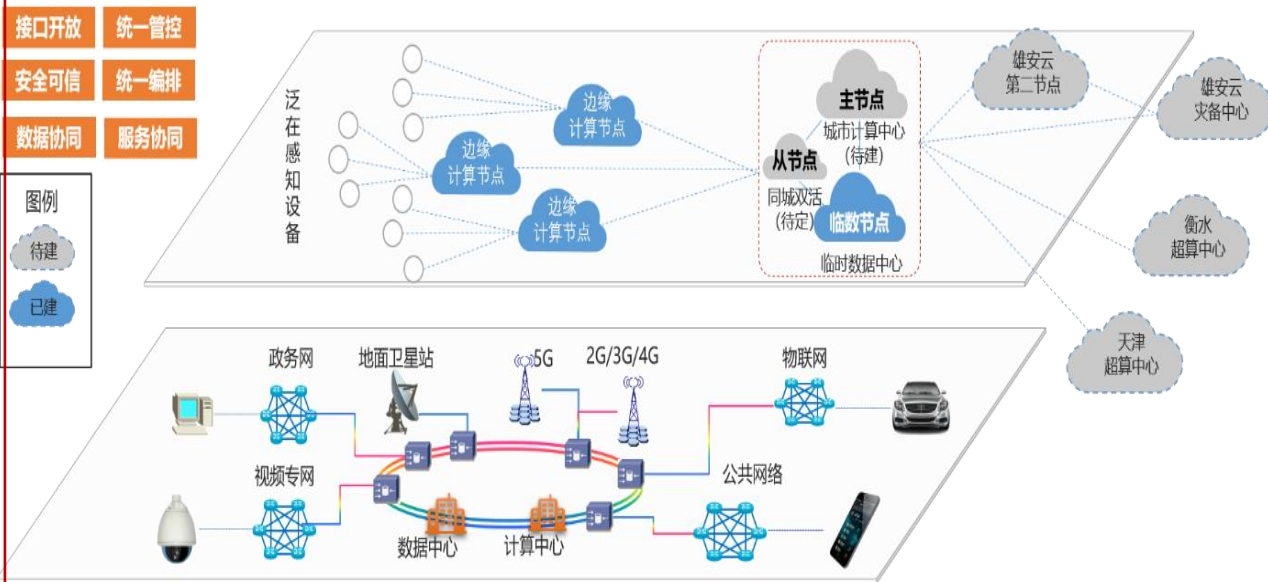 接口开放
统一管控
安全可信
统一编排
数据协同
服务协同
图例
待建
已建
泛在感知设备
边缘
计算节点
边缘
计算节点
边缘
计算节点
主节点
城市计算中心
(待建)
从节点
同城双活
(待定)
临数节点
临时数据中心
雄安云
第二节点
雄安云
灾备中心
衡水
超算中心
天津
超算中心
政务网
地面卫星站
5G
2G/3G/4G
物联网
视频专网
公共网络
数据中心
计算中心